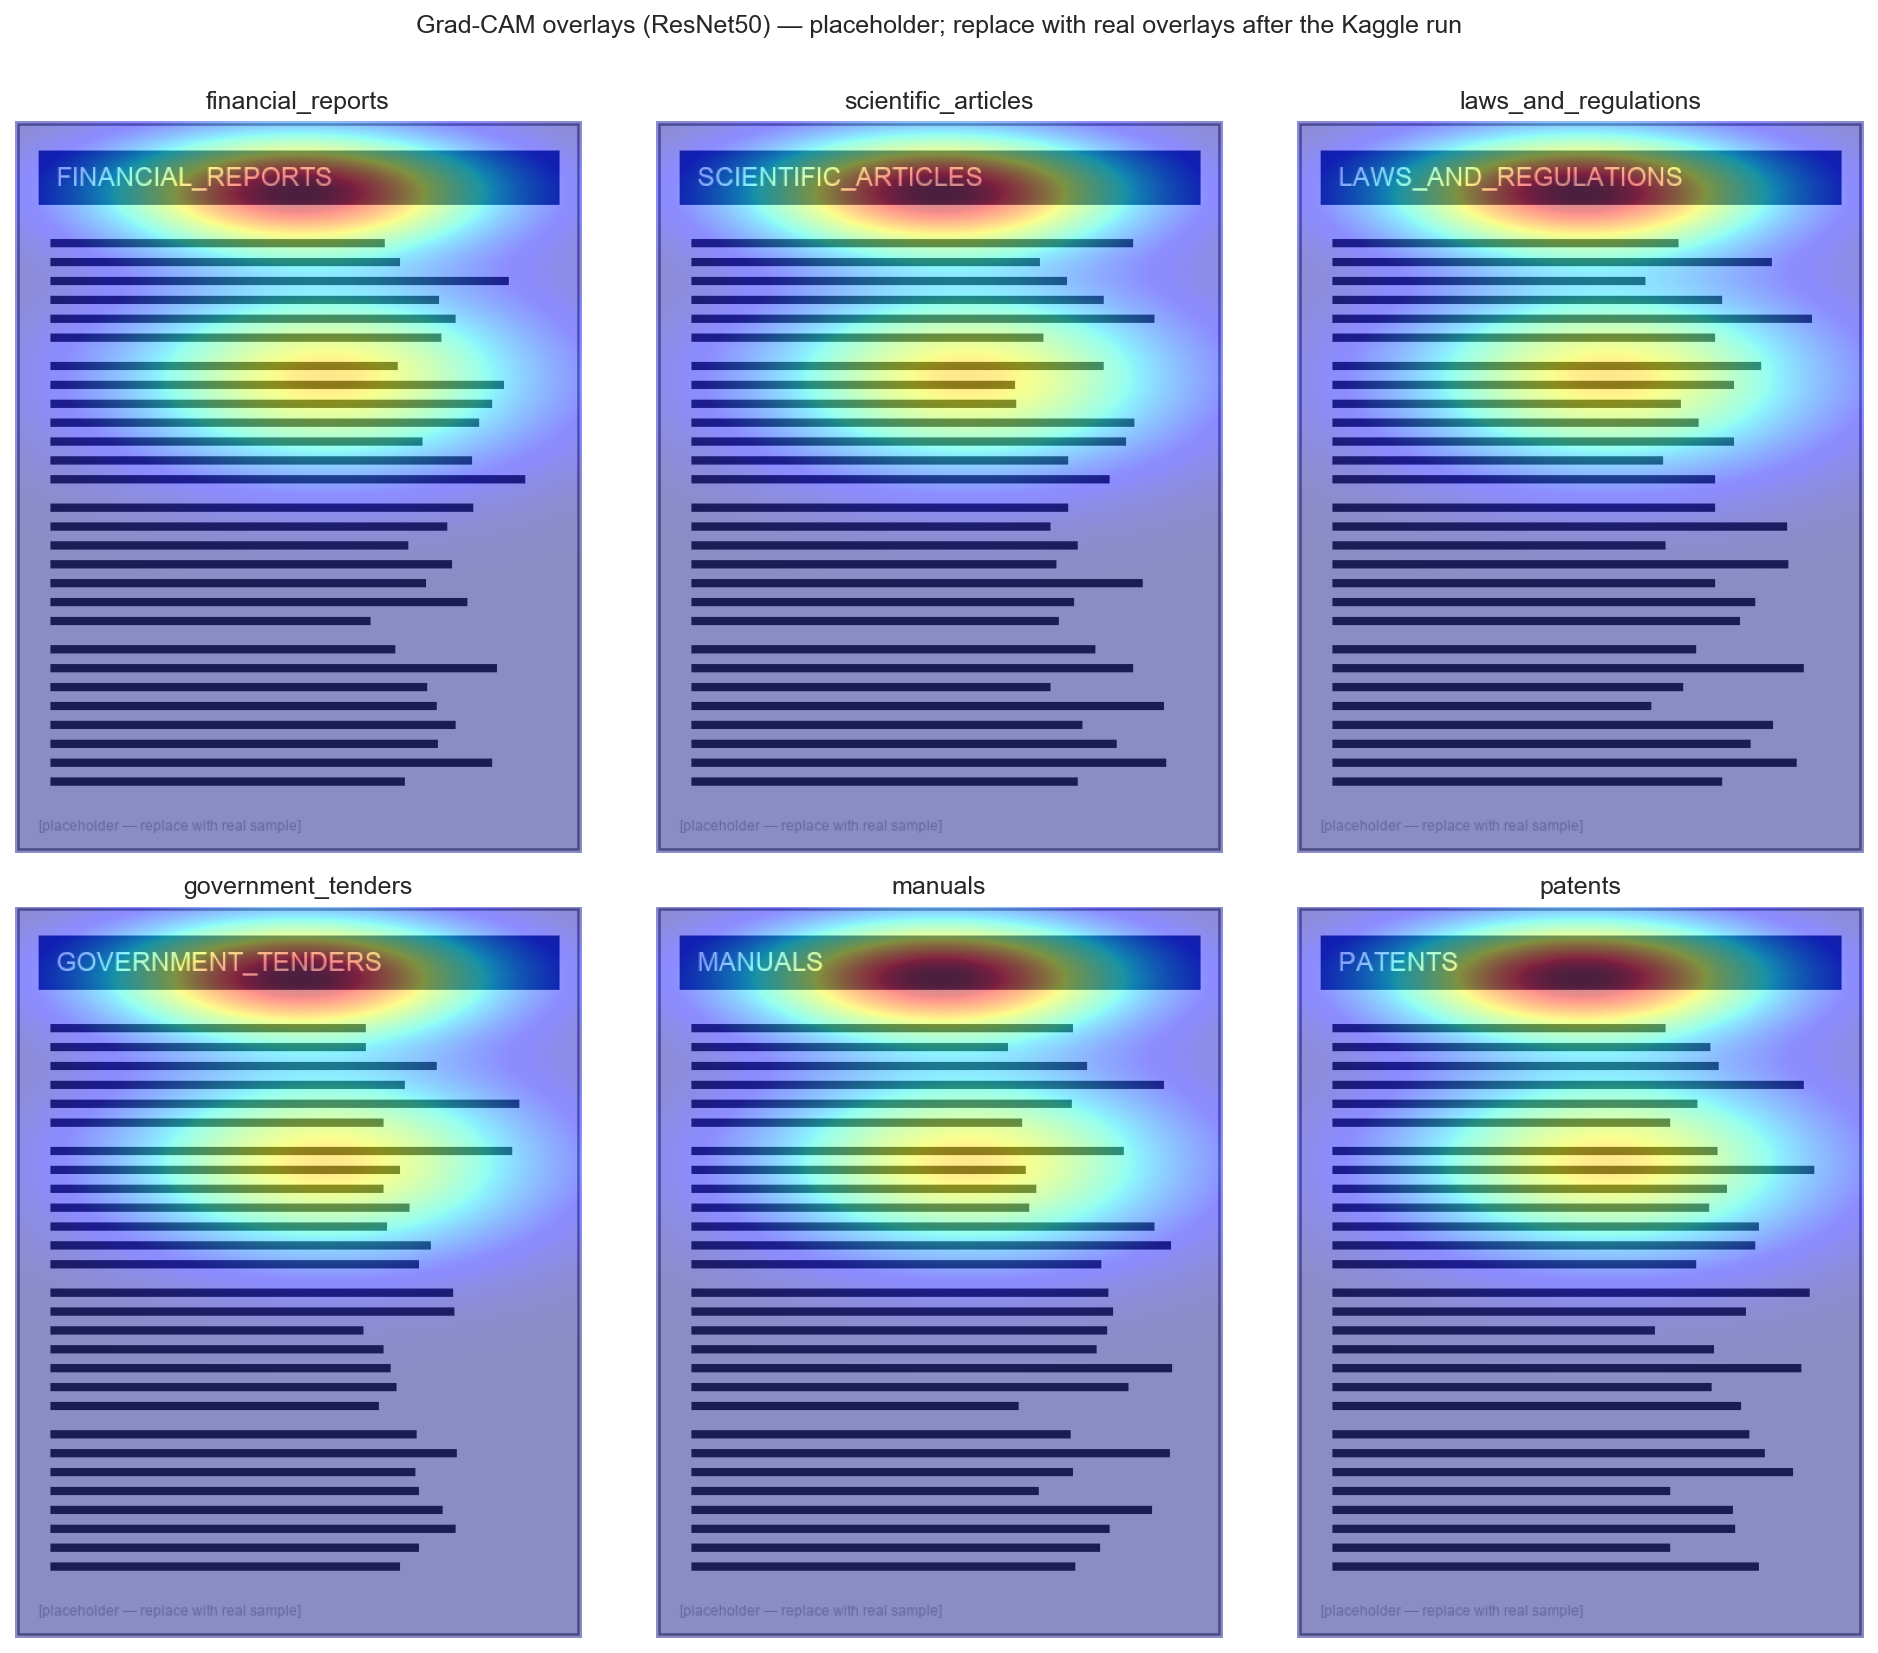 Grad-CAM overlays (ResNet50) — placeholder; replace with real overlays after the Kaggle run
financial_reports
scientific_articles
laws_and_regulations
FINANCIAL_REPORTS
SCIENTIFIC_ARTICLES
LAWS_AND_REGULATIONS
[placeholder — replace with real sample]
[placeholder — replace with real sample]
[placeholder — replace with real sample]
government_tenders
manuals
patents
GOVERNMENT_TENDERS
MANUALS
PATENTS
[placeholder — replace with real sample]
[placeholder — replace with real sample]
[placeholder — replace with real sample]